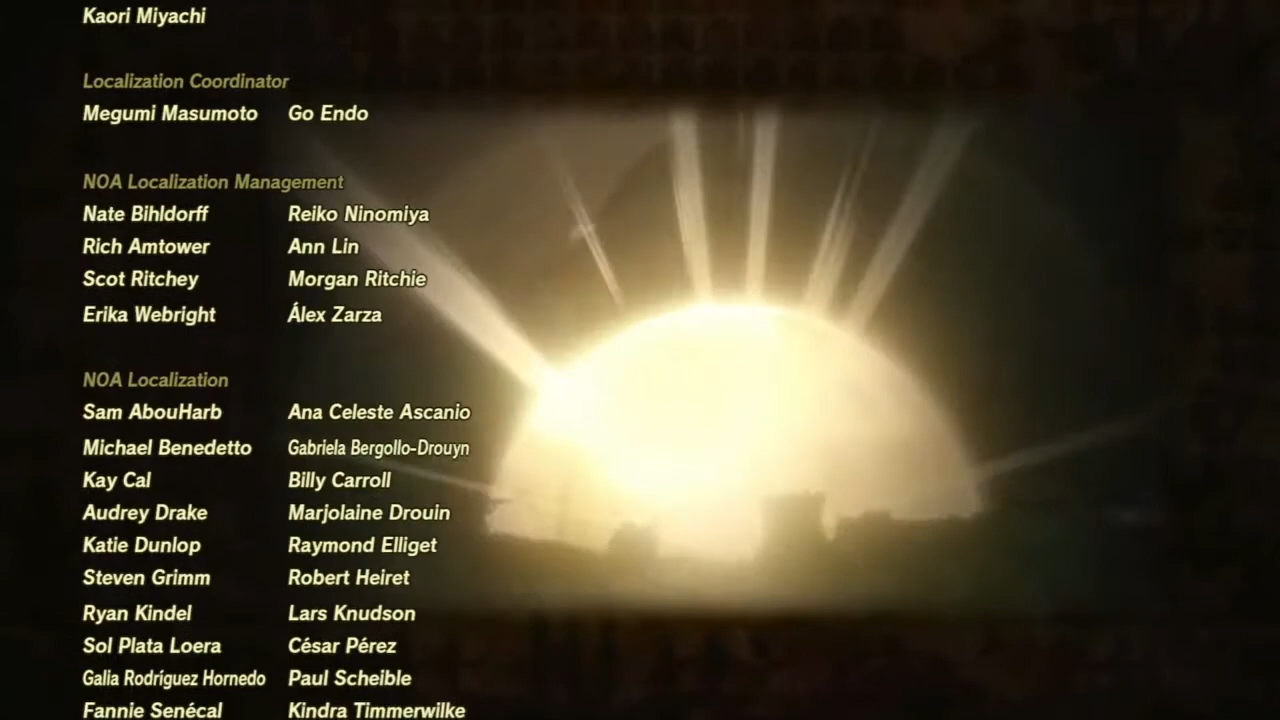 Kaori Miyachi
Localization Coordinator
Megumi Masumoto Go Endo
NOA Localization Management
Nate Bihldorff Reiko Ninomiya
Rich Amtower Ann Lin
Scot Ritchey Morgan Ritchie
Erika Webright Álex Zarza
NOA Localization
Sam AbouHarb Ana Celeste Ascanio
Michael Benedetto Gabriela Bergollo-Drouyn
Kay Cal Billy Carroll
Audrey Drake Marjolaine Drouin
Katie Dunlop Raymond Elliget
Steven Grimm Robert Heiret
Ryan Kindel Lars Knudson
Sol Plata Loera César Pérez
Galia Rodríguez Hornedo Paul Scheible
Fannie Senécal Kindra Timmerwilke